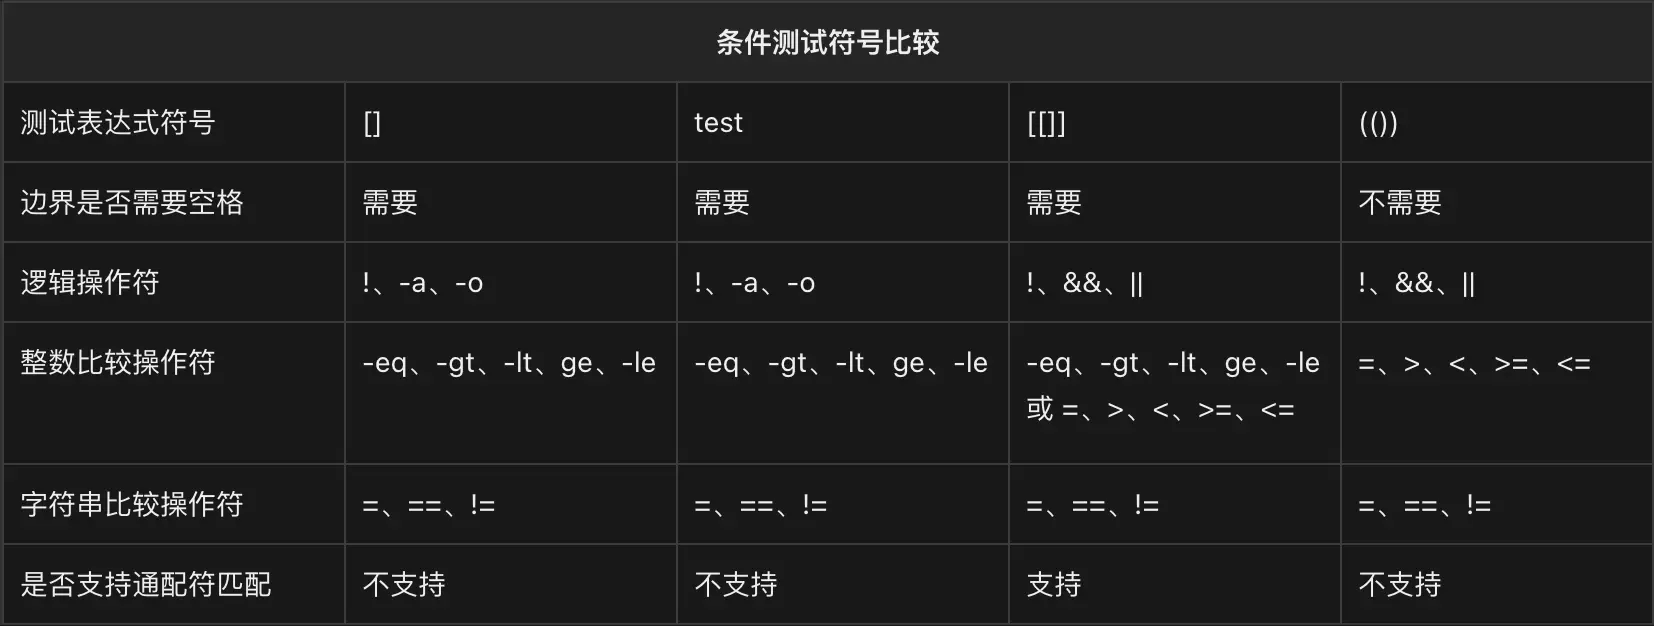 条件测试符号比较
测试表达式符号 [] test [[]] (())
边界是否需要空格 需要 需要 需要 不需要
逻辑操作符 !、-a、-o !、-a、-o !、&&、|| !、&&、||
整数比较操作符 -eq、-gt、-lt、ge、-le -eq、-gt、-lt、ge、-le -eq、-gt、-lt、ge、-le =、>、<、>=、<=
或 =、>、<、>=、<=
字符串比较操作符 =、==、!= =、==、!= =、==、!= =、==、!=
是否支持通配符匹配 不支持 不支持 支持 不支持